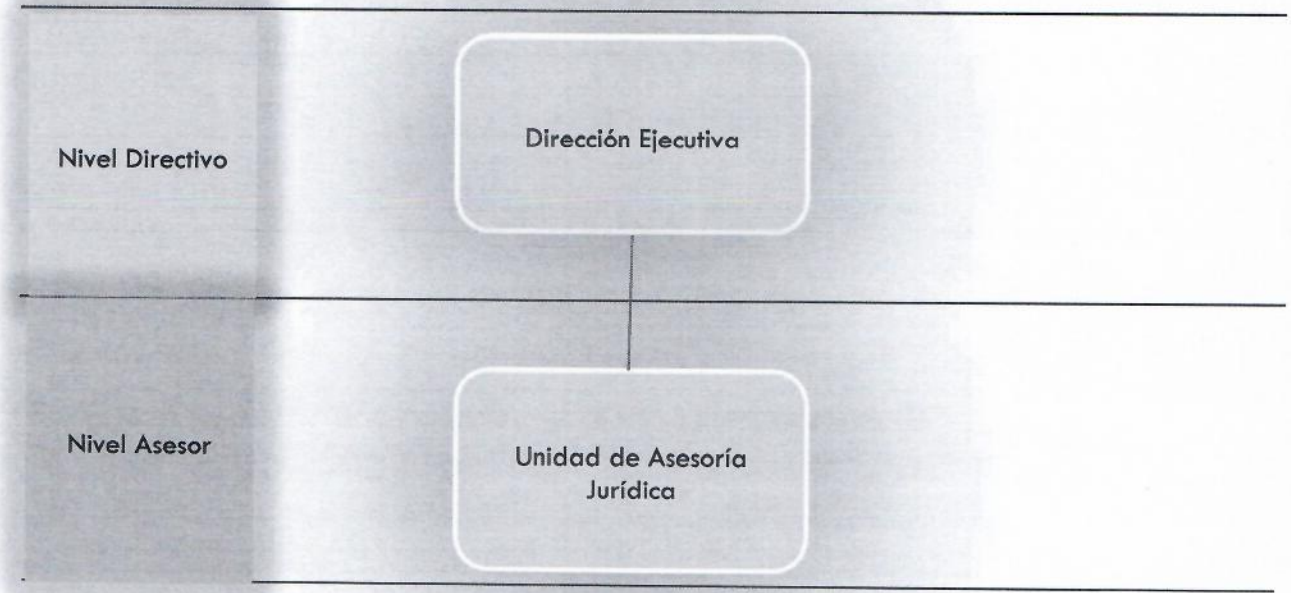 Nivel Directivo
Dirección Ejecutiva
Nivel Asesor
Unidad de Asesoría
Jurídica